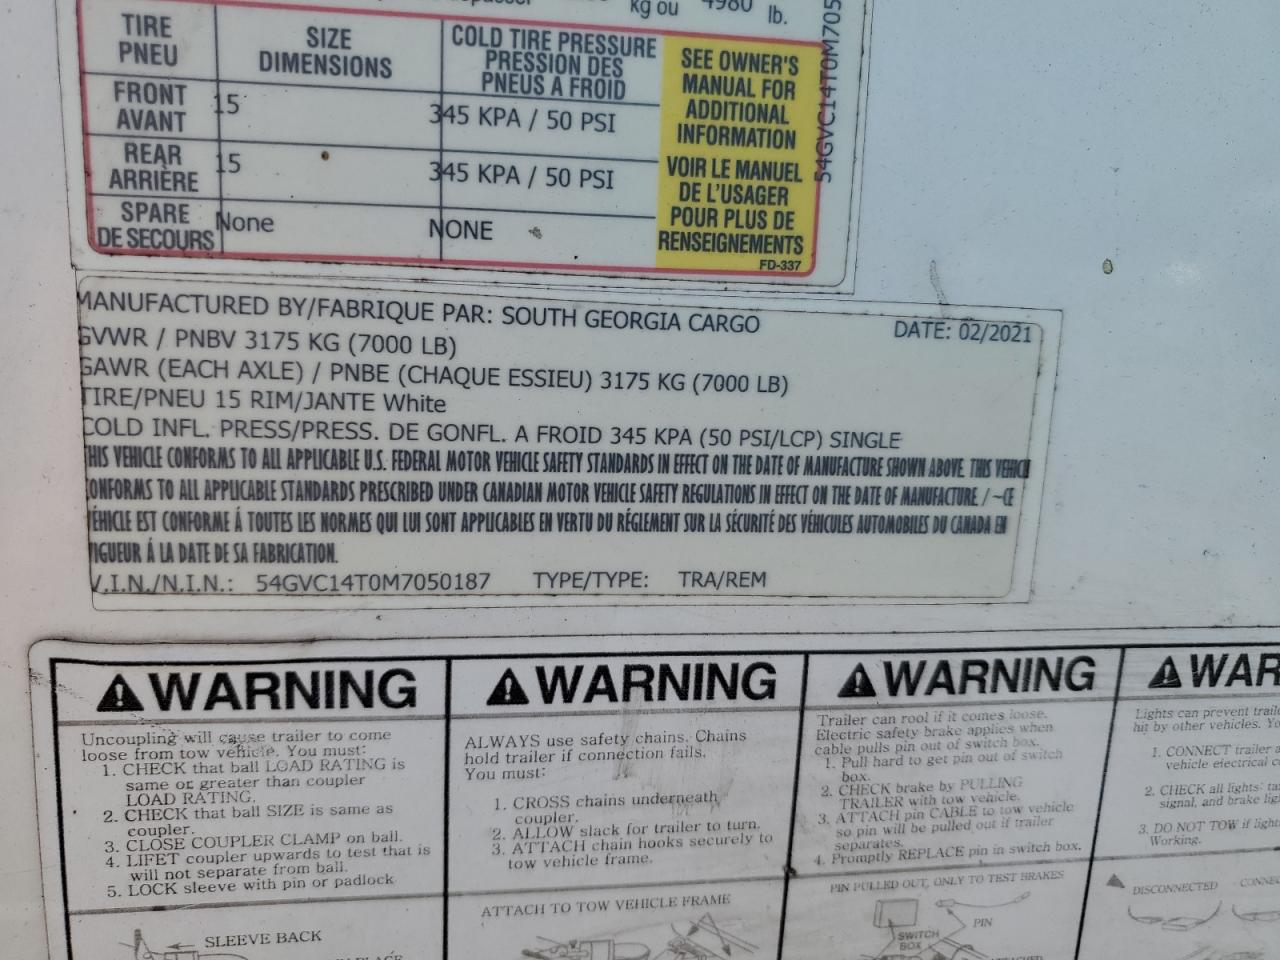 kg ou 4980 lb.
TIRE
PNEU
SIZE
DIMENSIONS
COLD TIRE PRESSURE
PRESSION DES
PNEUS A FROID
SEE OWNER'S
MANUAL FOR
ADDITIONAL
INFORMATION
VOIR LE MANUEL
DE L'USAGER
POUR PLUS DE
RENSEIGNEMENTS
FD-337
FRONT
AVANT
15
345 KPA / 50 PSI
REAR
ARRIÈRE
15
345 KPA / 50 PSI
SPARE
DE SECOURS
None
NONE
54GVC14T0M705
MANUFACTURED BY/FABRIQUE PAR: SOUTH GEORGIA CARGO DATE: 02/2021
GVWR / PNBV 3175 KG (7000 LB)
GAWR (EACH AXLE) / PNBE (CHAQUE ESSIEU) 3175 KG (7000 LB)
TIRE/PNEU 15 RIM/JANTE White
COLD INFL. PRESS/PRESS. DE GONFL. A FROID 345 KPA (50 PSI/LCP) SINGLE
THIS VEHICLE CONFORMS TO ALL APPLICABLE U.S. FEDERAL MOTOR VEHICLE SAFETY STANDARDS IN EFFECT ON THE DATE OF MANUFACTURE SHOWN ABOVE. THIS VEHICLE
CONFORMS TO ALL APPLICABLE STANDARDS PRESCRIBED UNDER CANADIAN MOTOR VEHICLE SAFETY REGULATIONS IN EFFECT ON THE DATE OF MANUFACTURE. / ~CE
VÉHICLE EST CONFORME Á TOUTES LES NORMES QUI LUI SONT APPLICABLES EN VERTU DU RÉGLEMENT SUR LA SÉCURITÉ DES VÉHICULES AUTOMOBILES DU CANADA EN
VIGUEUR Á LA DATE DE SA FABRICATION.
V.I.N./N.I.N.: 54GVC14T0M7050187 TYPE/TYPE: TRA/REM
WARNING
Uncoupling will cause trailer to come
loose from tow vehicle. You must:
1. CHECK that ball LOAD RATING is
same or greater than coupler
LOAD RATING.
2. CHECK that ball SIZE is same as
coupler.
3. CLOSE COUPLER CLAMP on ball.
4. LIFET coupler upwards to test that is
will not separate from ball.
5. LOCK sleeve with pin or padlock
SLEEVE BACK
WARNING
ALWAYS use safety chains. Chains
hold trailer if connection fails.
You must:
1. CROSS chains underneath
coupler.
2. ALLOW slack for trailer to turn.
3. ATTACH chain hooks securely to
tow vehicle frame.
ATTACH TO TOW VEHICLE FRAME
WARNING
Trailer can rool if it comes loose.
Electric safety brake applies when
cable pulls pin out of switch box.
1. Pull hard to get pin out of switch
box.
2. CHECK brake by PULLING
TRAILER with tow vehicle.
3. ATTACH pin CABLE to tow vehicle
so pin will be pulled out if trailer
separates.
4. Promptly REPLACE pin in switch box.
PIN PULLED OUT, ONLY TO TEST BRAKES
PIN
SWITCH
BOX
WAR
Lights can prevent
hit by other vehicles.
1. CONNECT trailer
vehicle electrical
2. CHECK all lights:
signal, and brake
3. DO NOT TOW if
Working.
DISCONNECTED